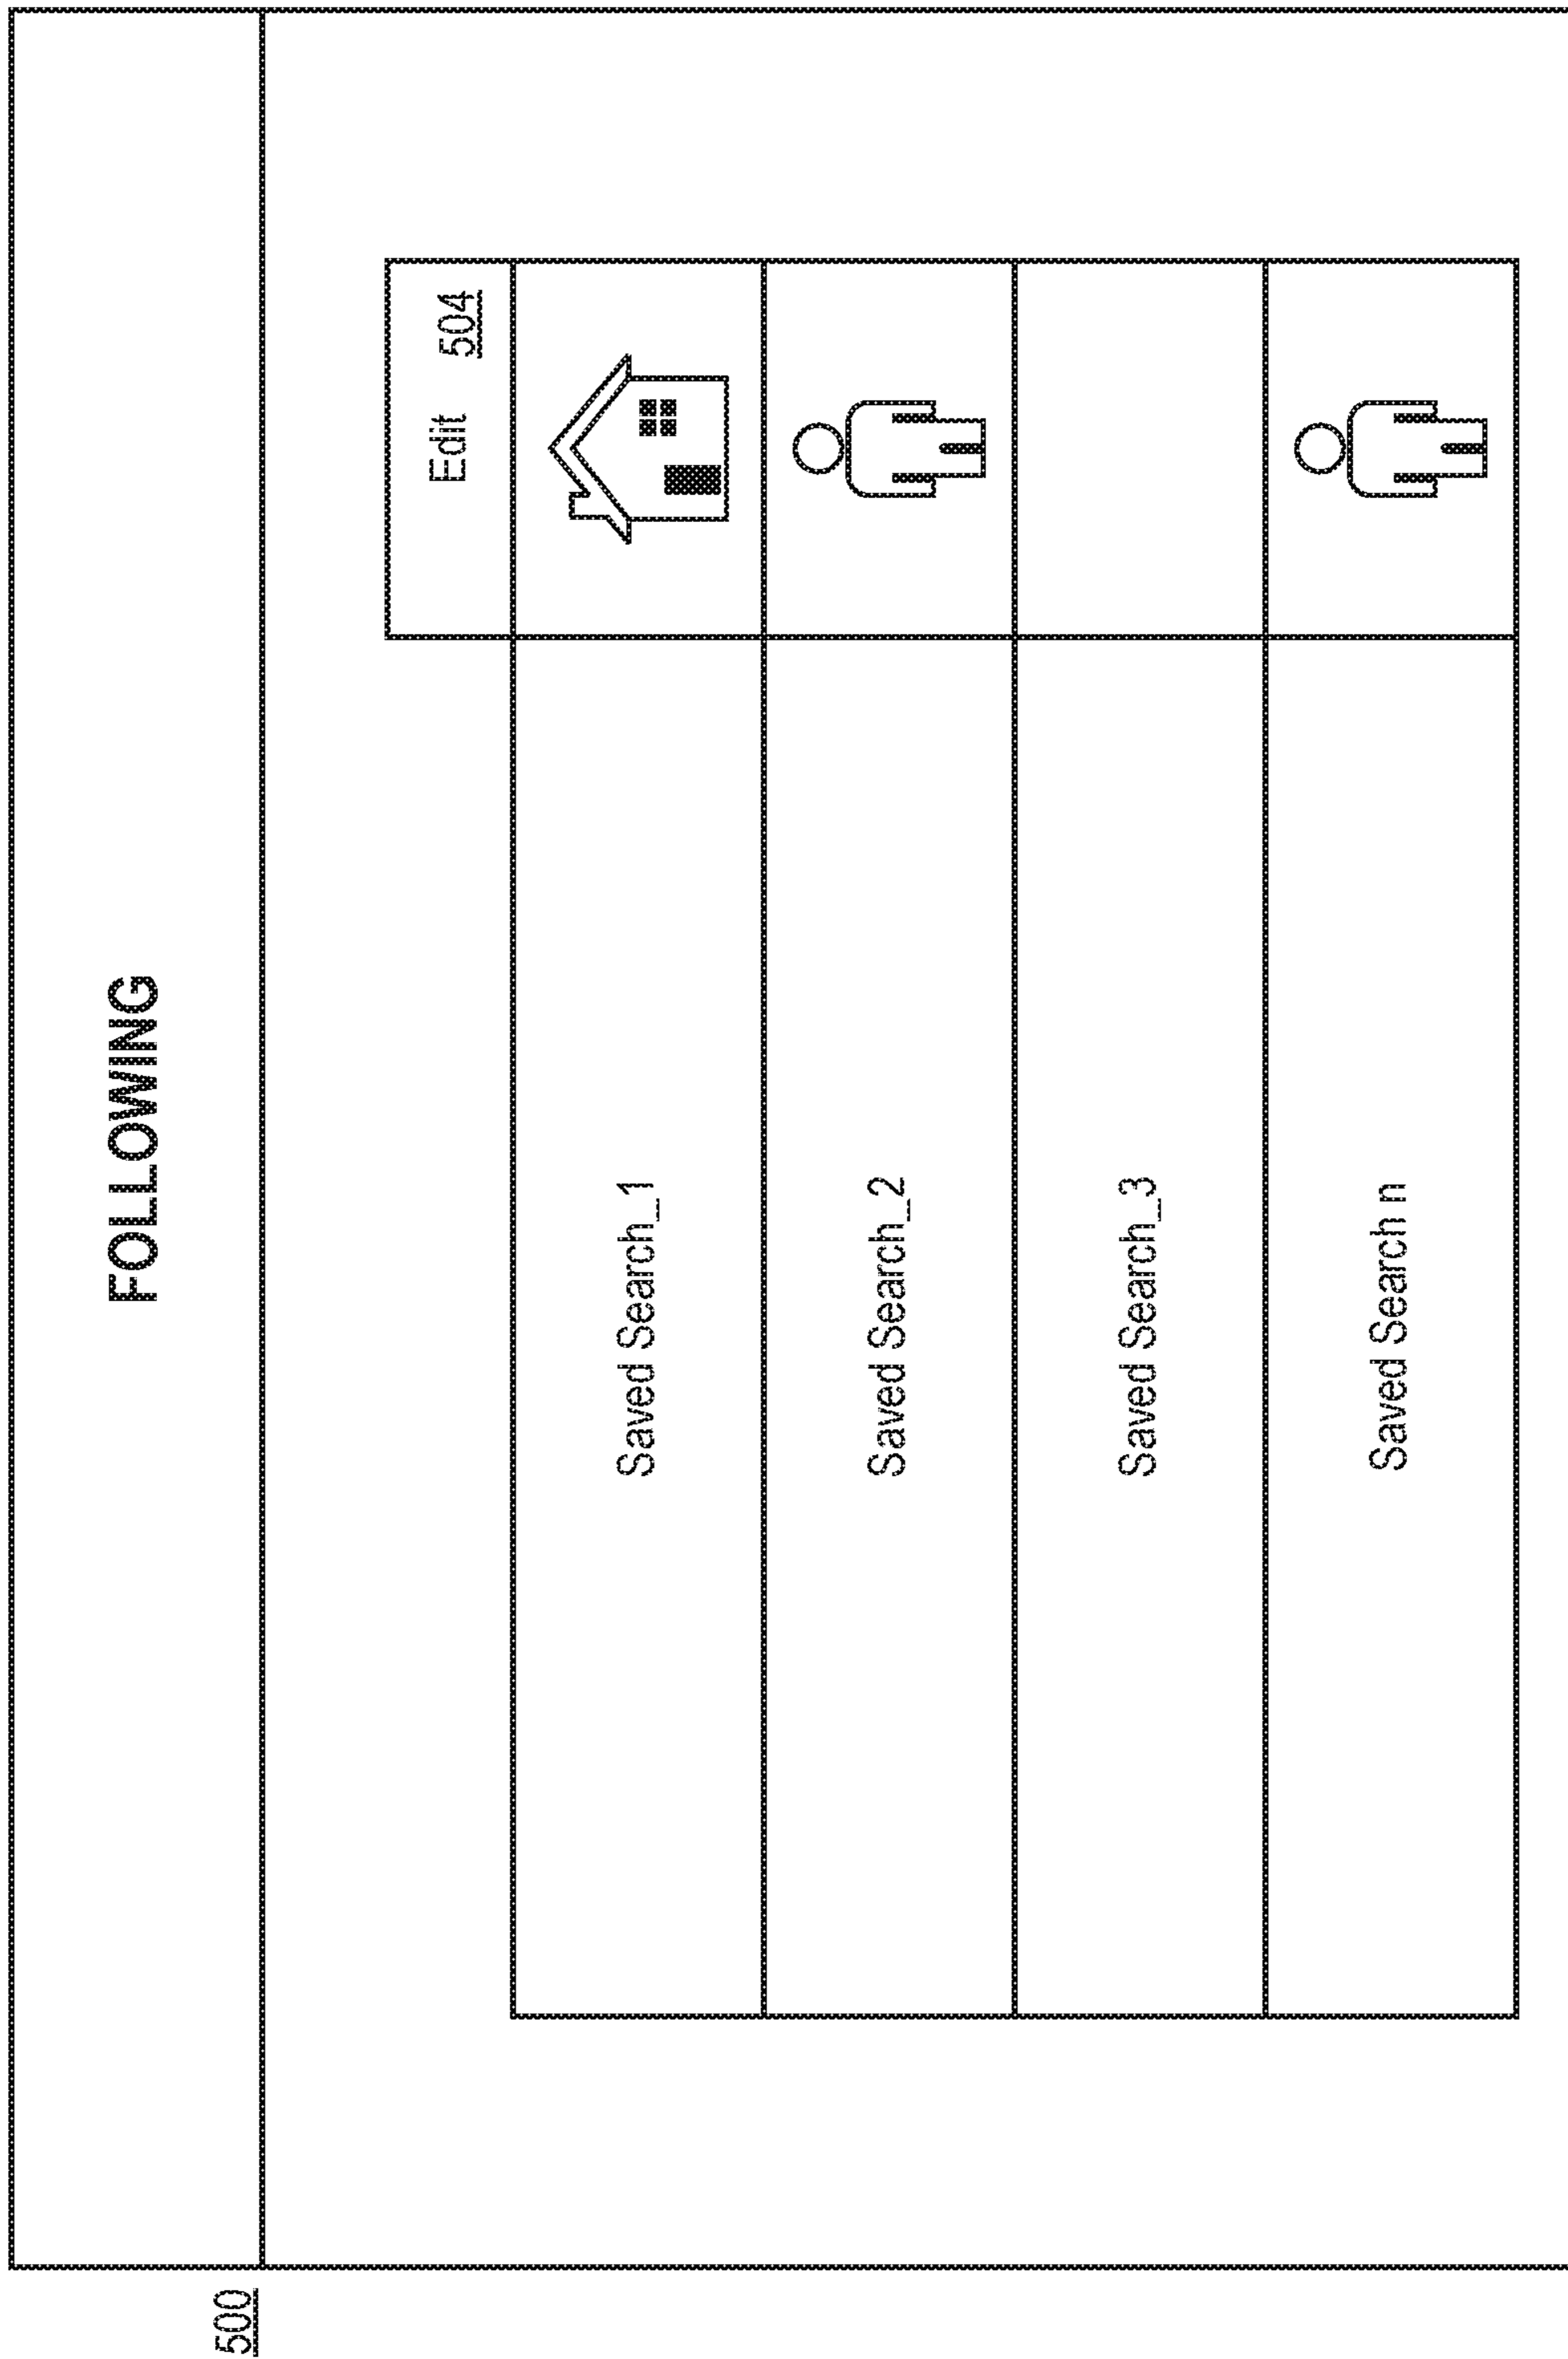 500
FOLLOWING
Edit 504
Saved Search_1
Saved Search_2
Saved Search_3
Saved Search n